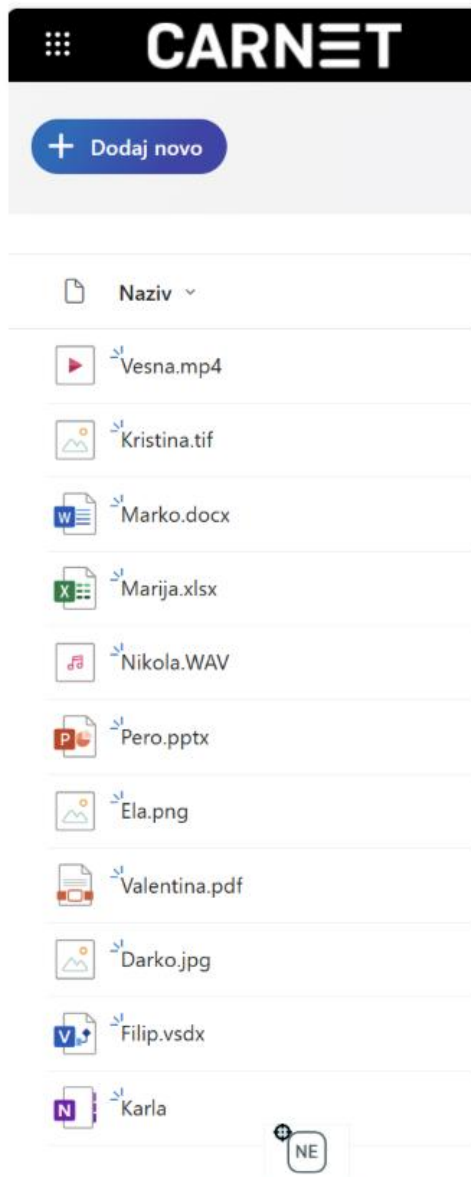 CARNET
+ Dodaj novo
Naziv
Vesna.mp4
Kristina.tif
W Marko.docx
X Marija.xlsx
Nikola.WAV
P Pero.pptx
Ela.png
Valentina.pdf
Darko.jpg
V Filip.vsdx
N Karla
NE